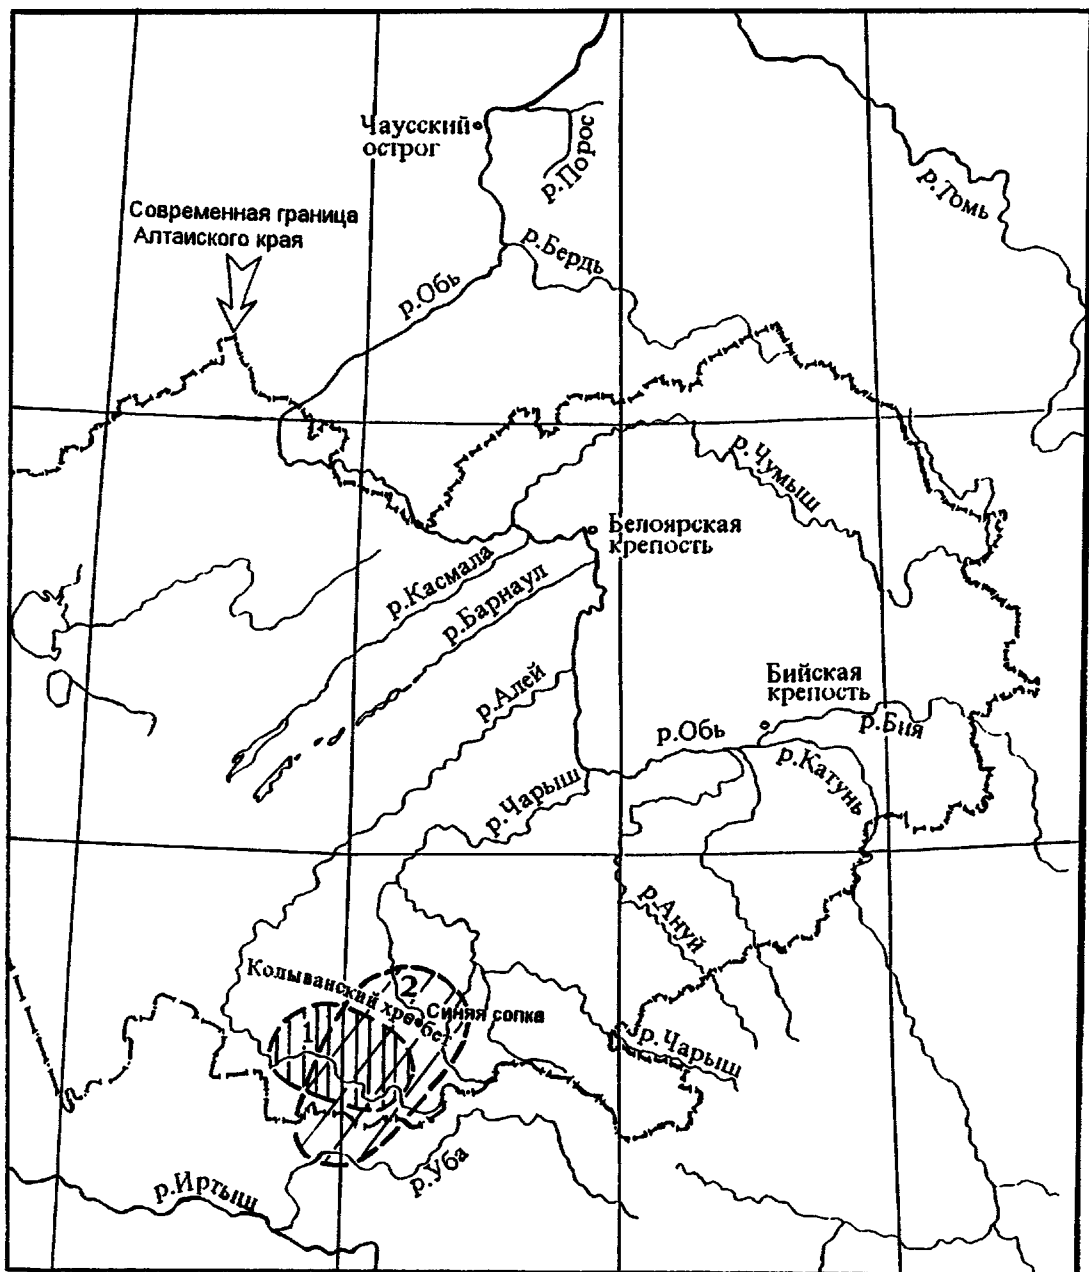 Чаусский
острог
р.Порос
р.Томь
Современная граница
Алтаиского края
р.Бердь
р.Обь
р.Чумыш
Белоярская
крепость
р.Касмала
р.Барнаул
р.Алей
Бийская
крепость
р.Бия
р.Обь
р.Катунь
р.Чарыш
р.Ануй
Колыванский хребет
2
Синяя сопка
1
р.Чарыш
р.Уба
р.Иртыш